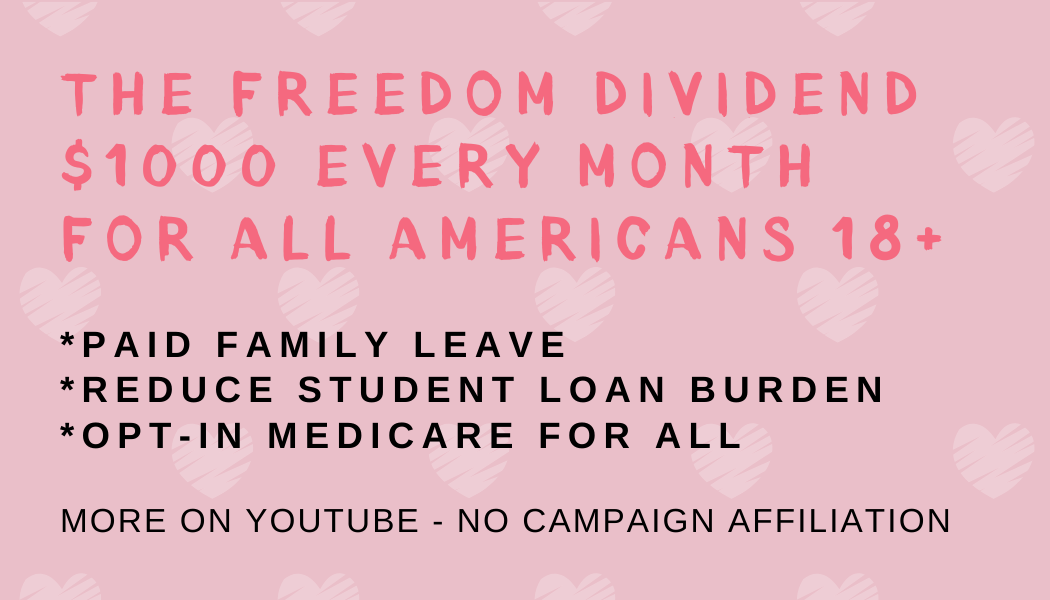 THE FREEDOM DIVIDEND
$1000 EVERY MONTH
FOR ALL AMERICANS 18+
*PAID FAMILY LEAVE
*REDUCE STUDENT LOAN BURDEN
*OPT-IN MEDICARE FOR ALL
MORE ON YOUTUBE - NO CAMPAIGN AFFILIATION